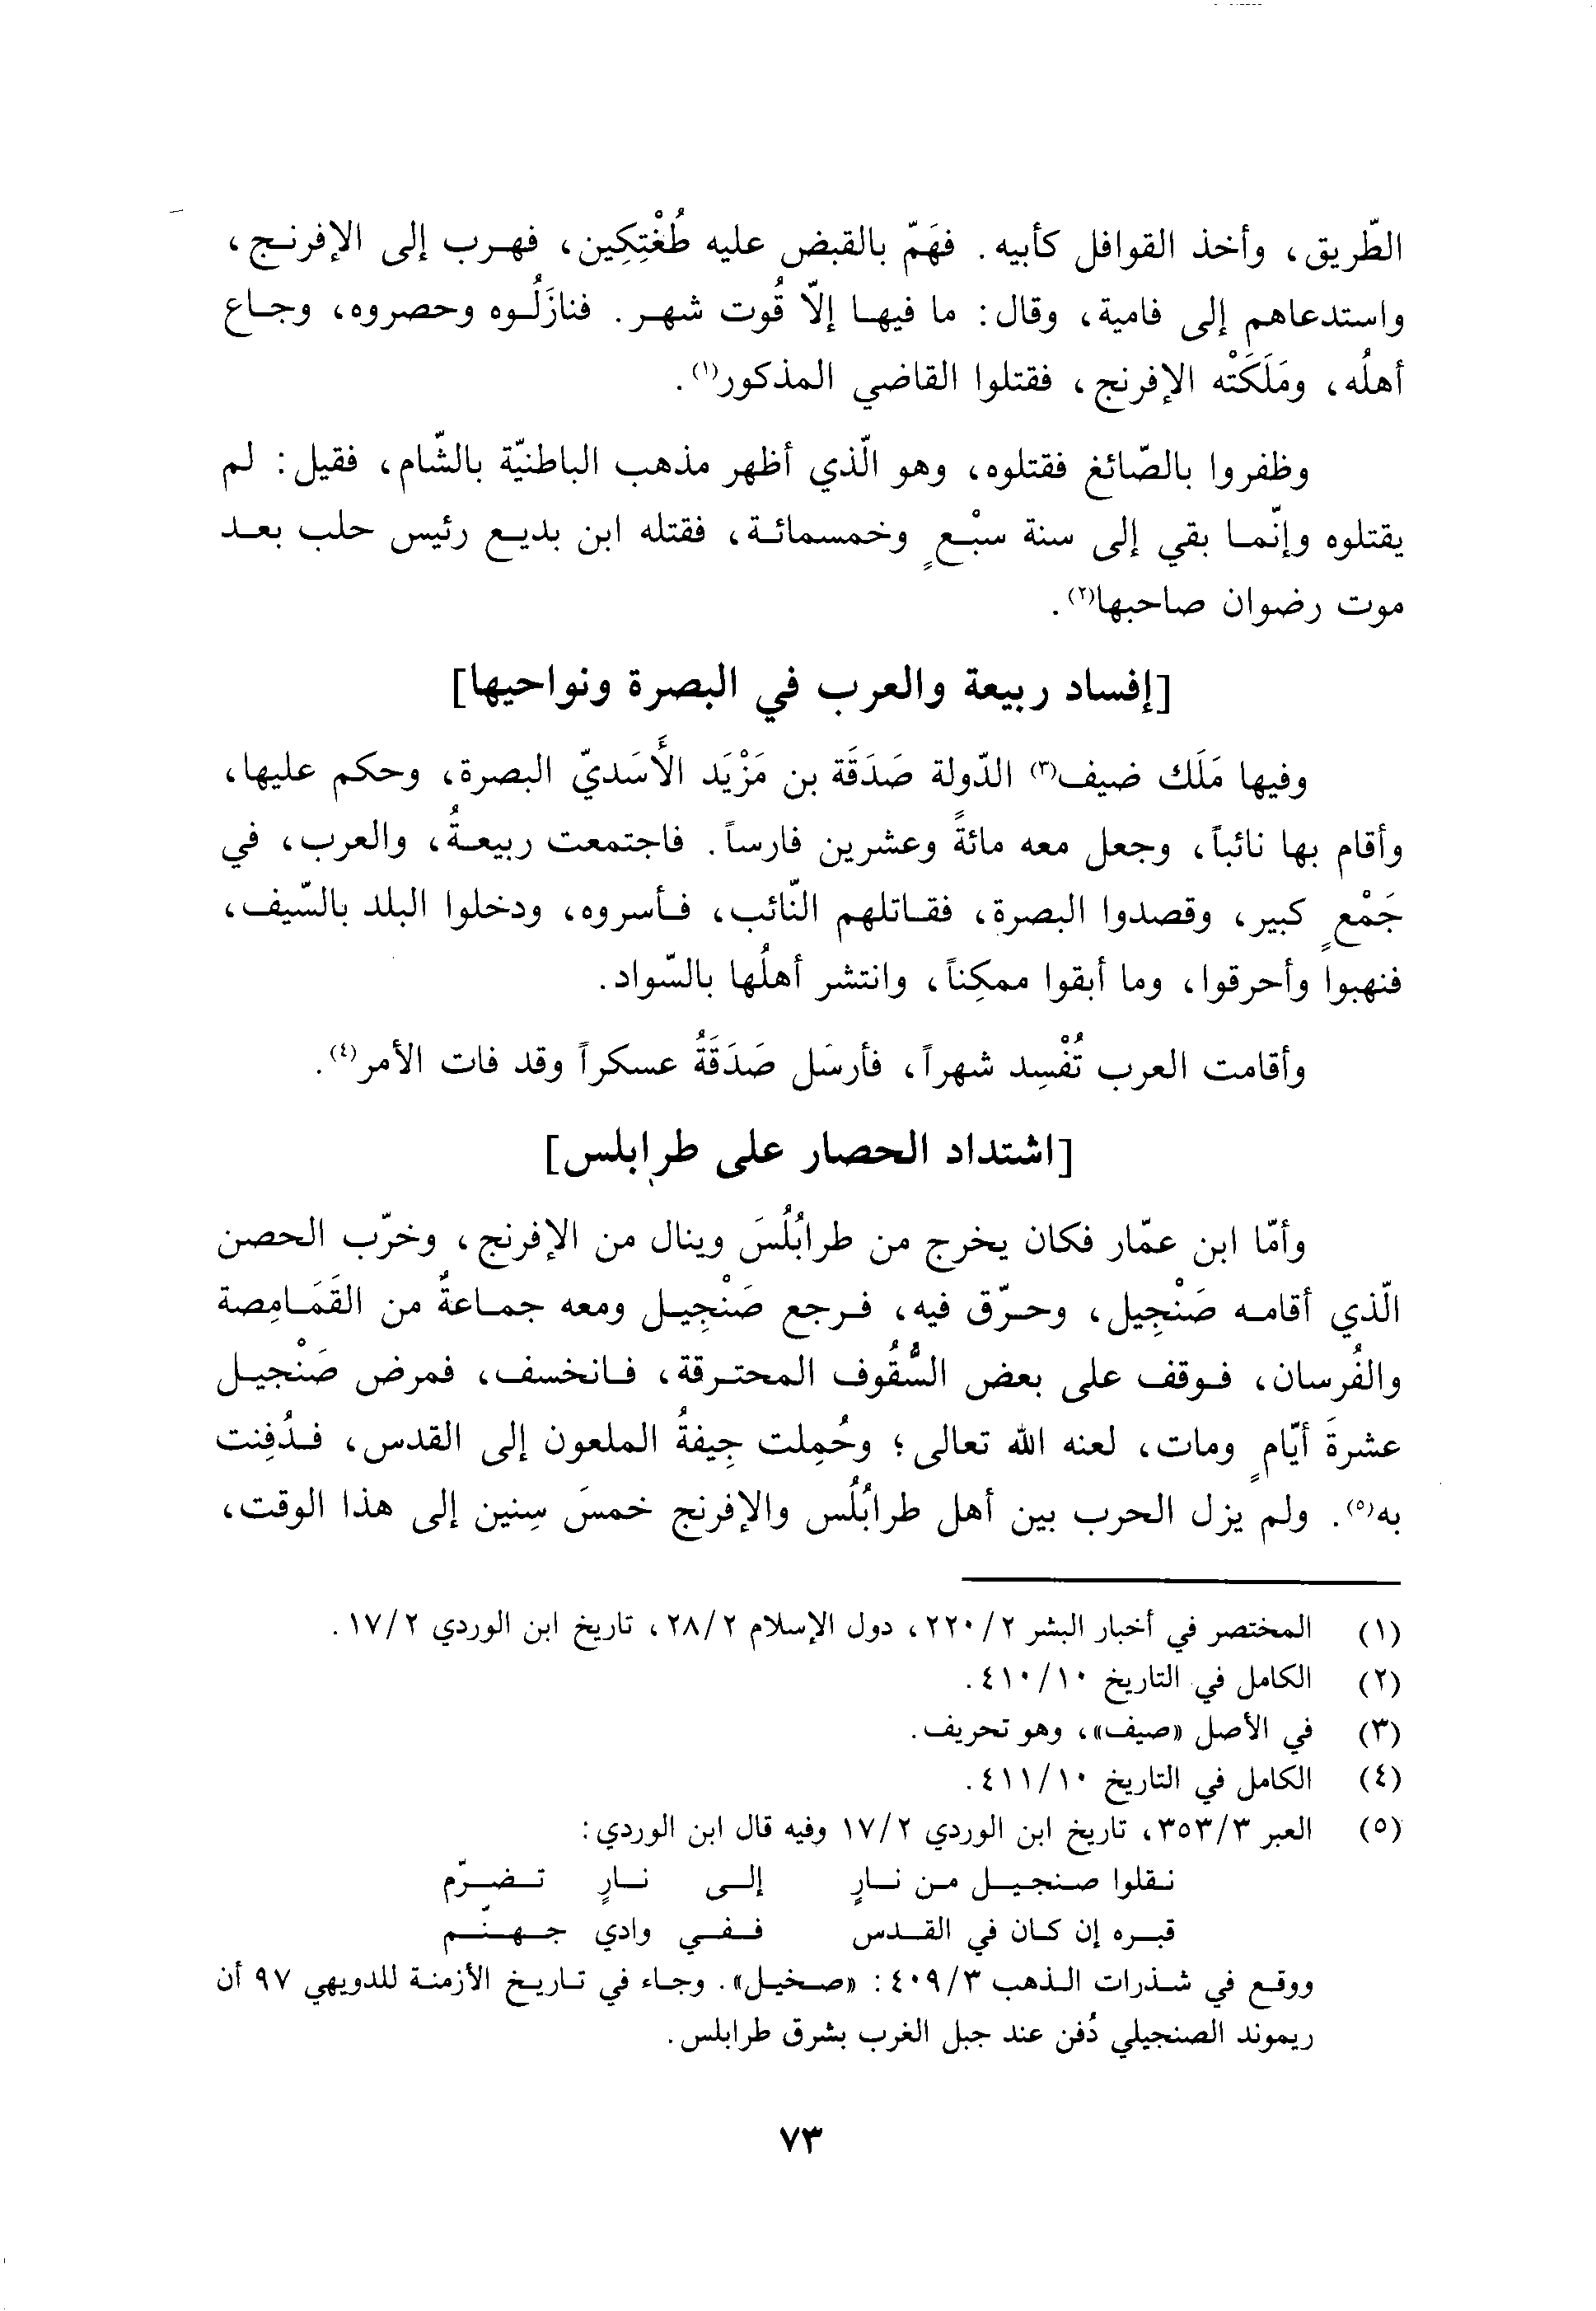 الطّريق، وأخذ القوافل كأبيه. فهَمّ بالقبض عليه طُغْتِكِين، فهرب إلى الإفرنج،
واستدعاهم إلى فامية، وقال: ما فيها إلّا قُوت شهر. فنازَلُوه وحصروه، وجاع
أهلُه، ومَلَكَتْه الإفرنج، فقتلوا القاضي المذكور(١).
وظفروا بالصّائغ فقتلوه، وهو الّذي أظهر مذهب الباطنيّة بالشّام، فقيل: لم
يقتلوه وإنّما بقي إلى سنة سبْعٍ وخمسمائة، فقتله ابن بديع رئيس حلب بعد
موت رضوان صاحبها(٢).
[إفساد ربيعة والعرب في البصرة ونواحيها]
وفيها مَلَك ضيف(٣) الدّولة صَدَقَة بن مَزْيَد الأَسَديّ البصرة، وحكم عليها،
وأقام بها نائباً، وجعل معه مائةً وعشرين فارساً. فاجتمعت ربيعةُ، والعرب، في
جَمْعٍ كبير، وقصدوا البصرة، فقاتلهم النّائب، فأسروه، ودخلوا البلد بالسّيف،
فنهبوا وأحرقوا، وما أبقوا ممكِناً، وانتشر أهلُها بالسّواد.
وأقامت العرب تُفْسِد شهراً، فأرسَل صَدَقَةُ عسكراً وقد فات الأمر(٤).
[اشتداد الحصار على طرابلس]
وأمّا ابن عمّار فكان يخرج من طرابُلُسَ وينال من الإفرنج، وخرّب الحصن
الّذي أقامه صَنْجِيل، وحرّق فيه، فرجع صَنْجِيل ومعه جماعةٌ من القَمَامِصة
والفُرسان، فوقف على بعض السُّقُوف المحترقة، فانخسف، فمرض صَنْجيل
عشرةَ أيّامٍ ومات، لعنه الله تعالى؛ وحُمِلت جِيفةُ الملعون إلى القدس، فدُفِنت
به(٥). ولم يزل الحرب بين أهل طرابُلُس والإفرنج خمسَ سِنين إلى هذا الوقت،
(١) المختصر في أخبار البشر ٢/٢٢٠، دول الإسلام ٢/٢٨، تاريخ ابن الوردي ٢/١٧.
(٢) الكامل في التاريخ ١٠/٤١٠.
(٣) في الأصل «صيف»، وهو تحريف.
(٤) الكامل في التاريخ ١٠/٤١١.
(٥) العبر ٣/٣٥٣، تاريخ ابن الوردي ٢/١٧ وفيه قال ابن الوردي:
نقلوا صنجيل من نارٍ إلى نارٍ تضرّم
قبره إن كان في القدس ففي وادي جهنّم
ووقع في شذرات الذهب ٣/٤٠٩: «صخيل». وجاء في تاريخ الأزمنة للدويهي ٩٧ أن
ريموند الصنجيلي دُفن عند جبل الغرب بشرق طرابلس.
٧٣